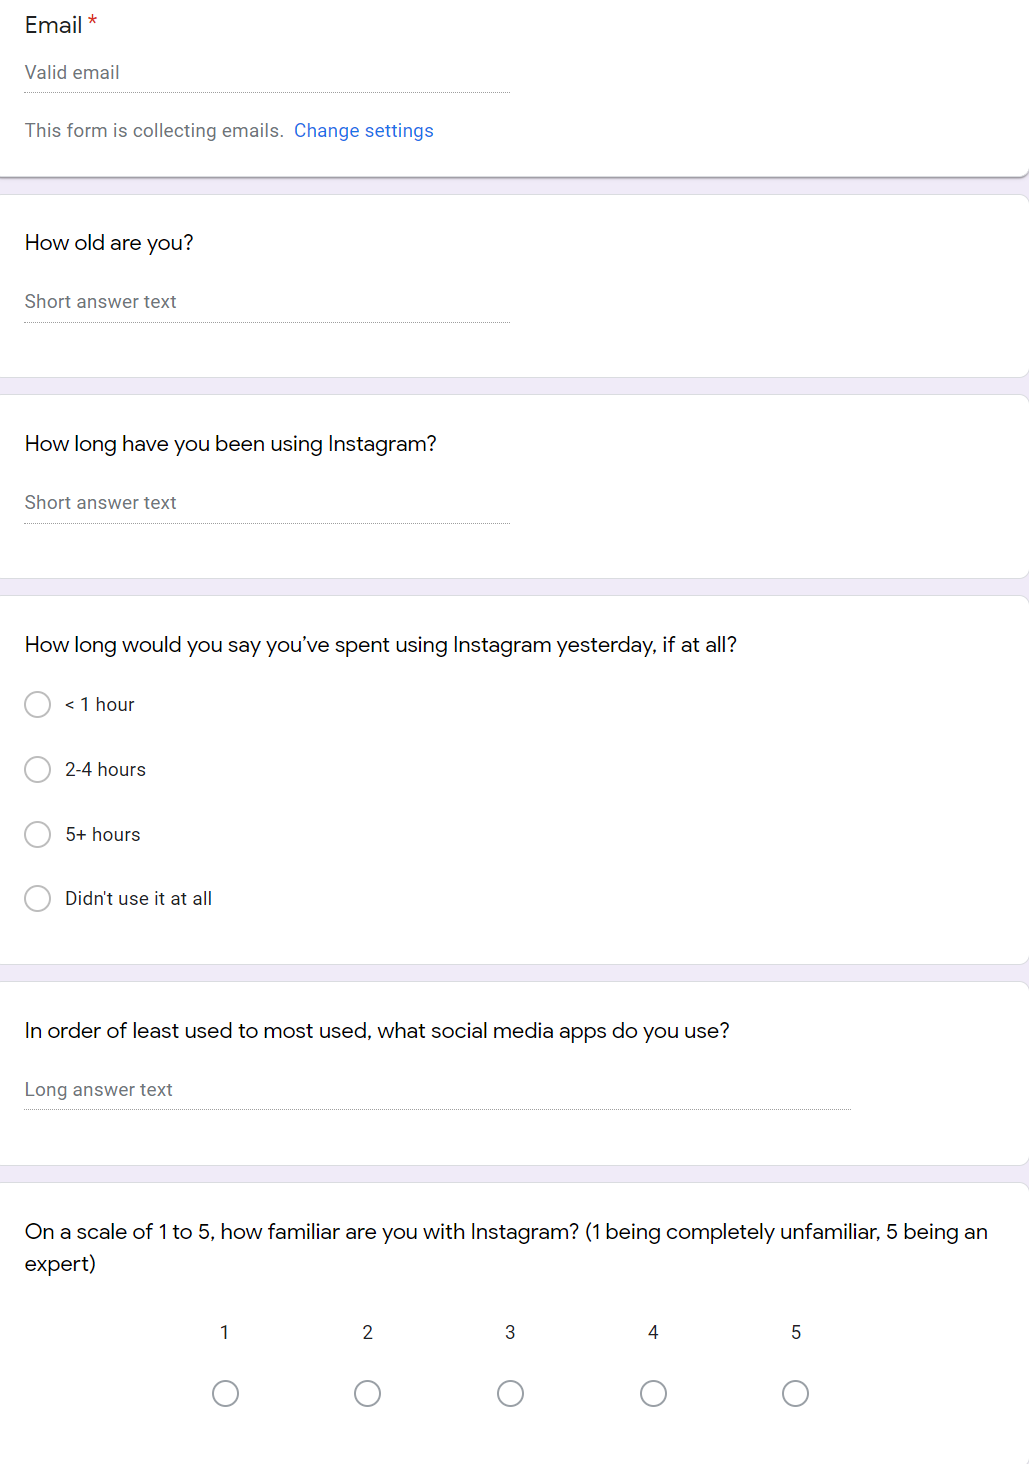 Email *
Valid email
This form is collecting emails. Change settings
How old are you?
Short answer text
How long have you been using Instagram?
Short answer text
How long would you say you've spent using Instagram yesterday, if at all?
< 1 hour
2-4 hours
5+ hours
Didn't use it at all
In order of least used to most used, what social media apps do you use?
Long answer text
On a scale of 1 to 5, how familiar are you with Instagram? (1 being completely unfamiliar, 5 being an
expert)
1 2 3 4 5